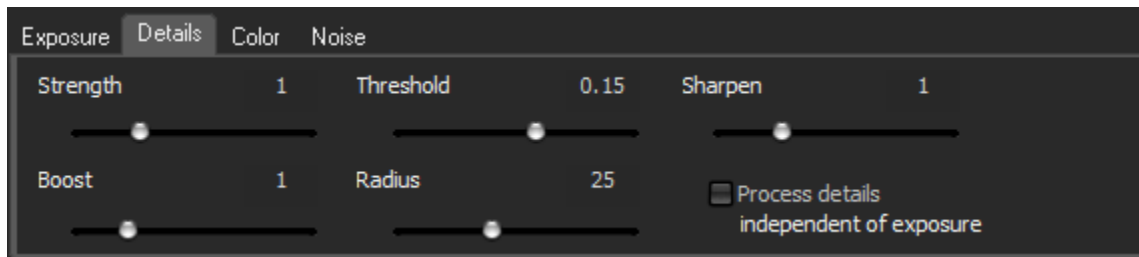 Exposure Details Color Noise
Strength 1 Threshold 0.15 Sharpen 1
Boost 1 Radius 25
Process details
independent of exposure